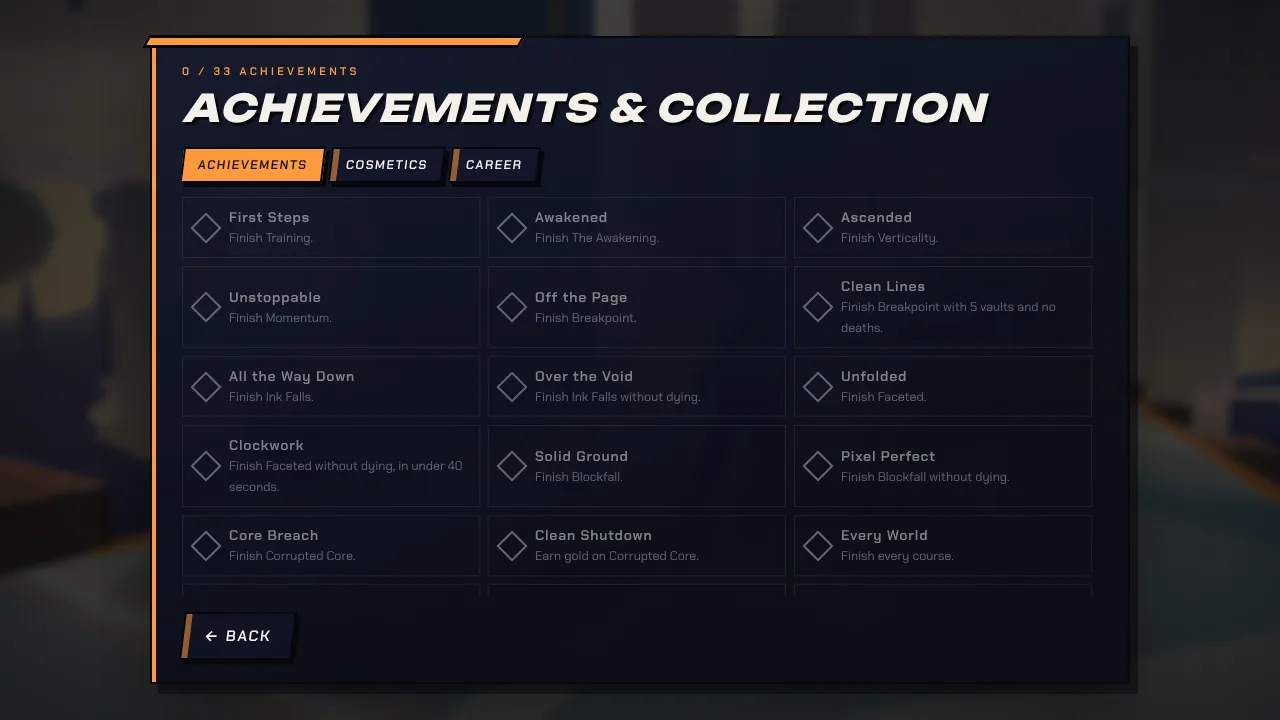 0 / 33 ACHIEVEMENTS
ACHIEVEMENTS & COLLECTION
ACHIEVEMENTS
COSMETICS
CAREER
First Steps
Finish Training.
Awakened
Finish The Awakening.
Ascended
Finish Verticality.
Unstoppable
Finish Momentum.
Off the Page
Finish Breakpoint.
Clean Lines
Finish Breakpoint with 5 vaults and no
deaths.
All the Way Down
Finish Ink Falls.
Over the Void
Finish Ink Falls without dying.
Unfolded
Finish Faceted.
Clockwork
Finish Faceted without dying, in under 40
seconds.
Solid Ground
Finish Blockfall.
Pixel Perfect
Finish Blockfall without dying.
Core Breach
Finish Corrupted Core.
Clean Shutdown
Earn gold on Corrupted Core.
Every World
Finish every course.
← BACK